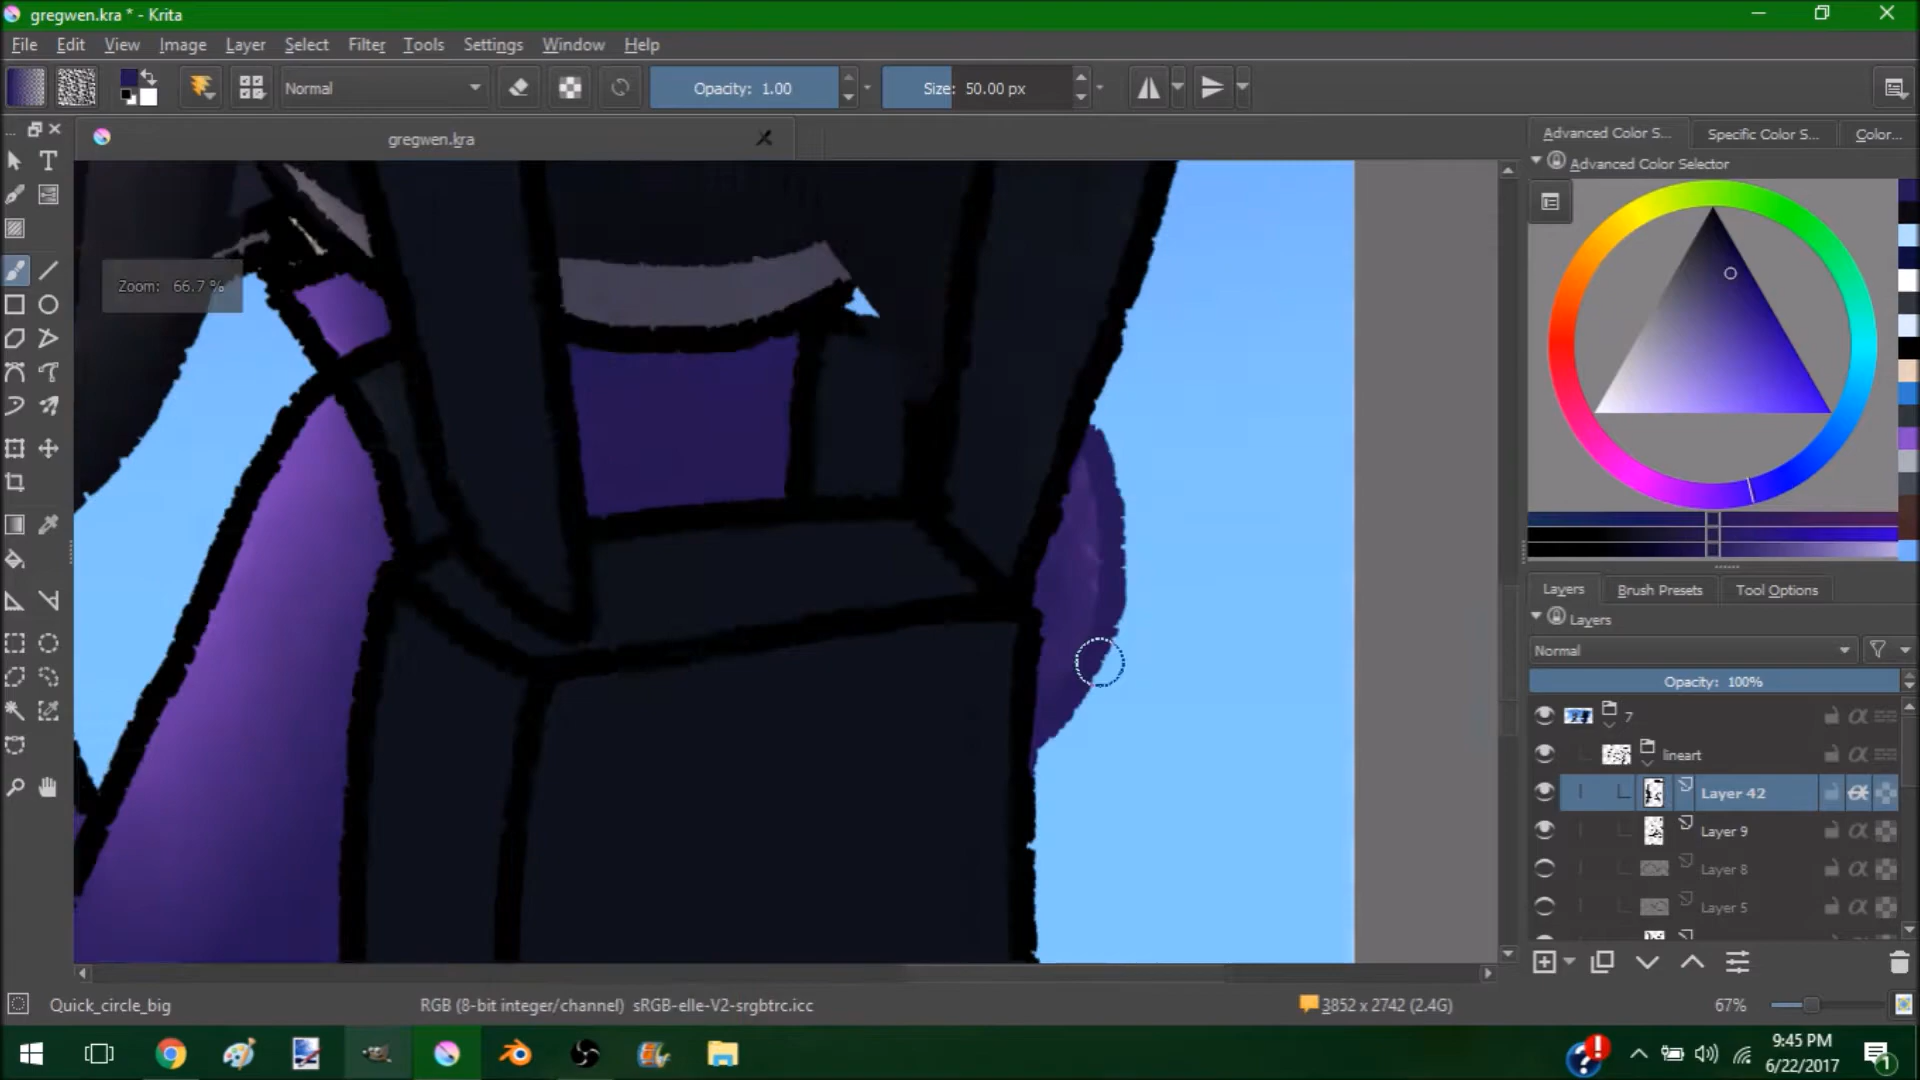 gregwen.kra * - Krita
File Edit View Image Layer Select Filter Tools Settings Window Help
Normal
Opacity: 1.00
Size: 50.00 px
gregwen.kra
Advanced Color S...
Specific Color S...
Color...
Advanced Color Selector
Zoom: 66.7 %
Layers
Brush Presets
Tool Options
Layers
Normal
Opacity: 100%
7
lineart
Layer 42
Layer 9
Layer 8
Layer 5
Quick_circle_big
RGB (8-bit integer/channel) sRGB-elle-V2-srgbtrc.icc
3852 x 2742 (2.4G)
67%
9:45 PM
6/22/2017
1